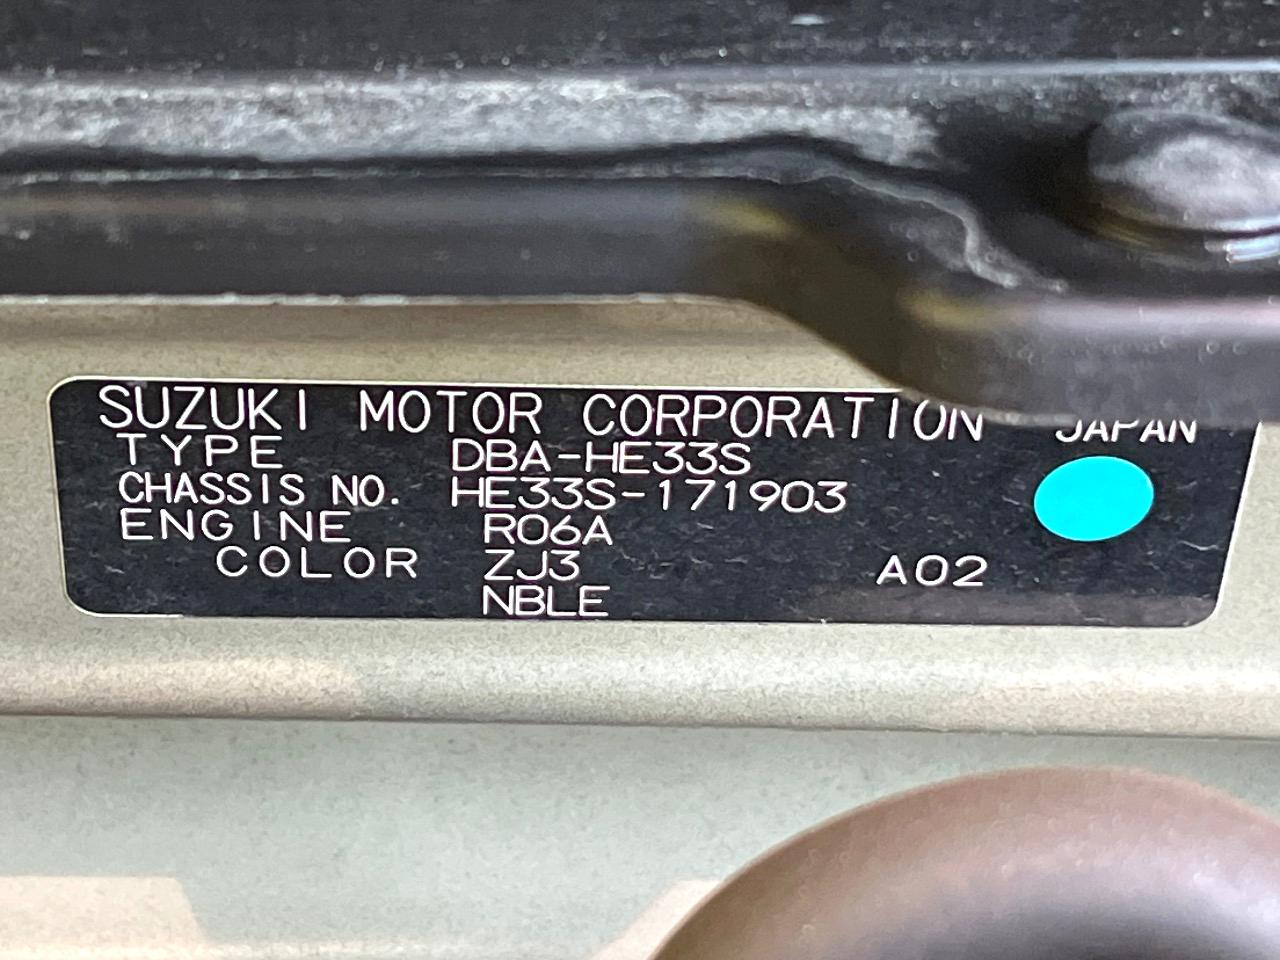 SUZUKI MOTOR CORPORATION JAPAN
TYPE DBA-HE33S
CHASSIS NO. HE33S-171903
ENGINE R06A
COLOR ZJ3 A02
NBLE